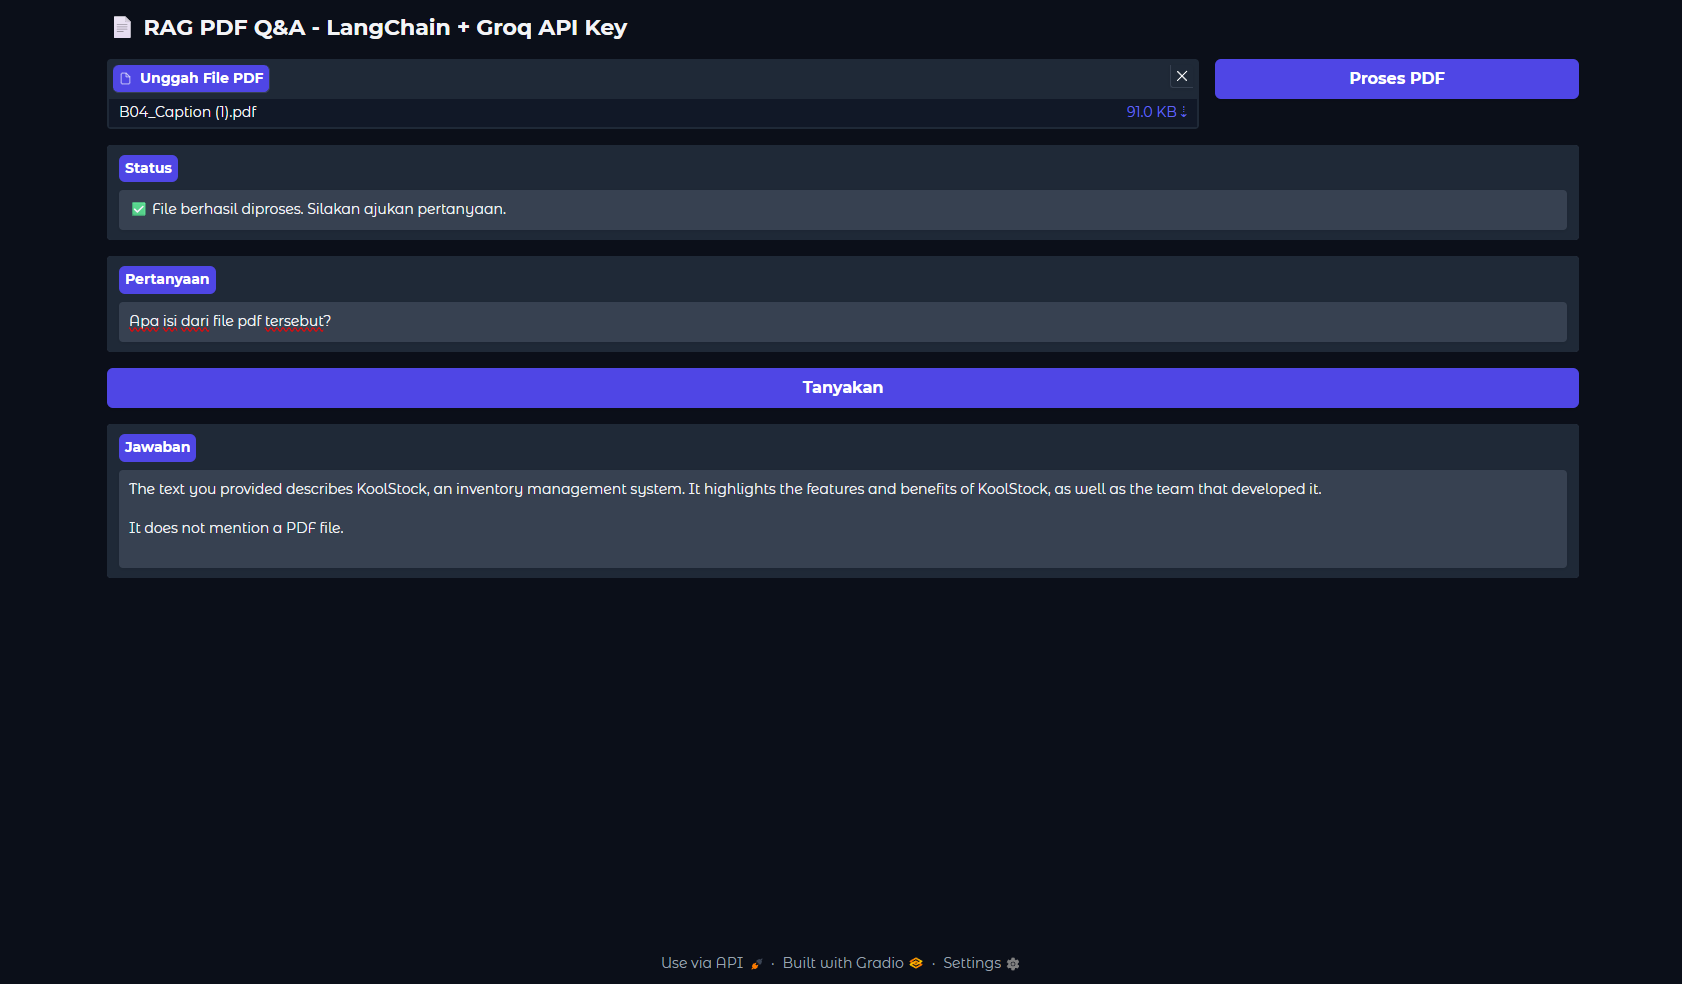 RAG PDF Q&A - LangChain + Groq API Key
Unggah File PDF
Proses PDF
B04_Caption (1).pdf 91.0 KB ⇣
Status
✅ File berhasil diproses. Silakan ajukan pertanyaan.
Pertanyaan
Apa isi dari file pdf tersebut?
Tanyakan
Jawaban
The text you provided describes KoolStock, an inventory management system. It highlights the features and benefits of KoolStock, as well as the team that developed it.
It does not mention a PDF file.
Use via API · Built with Gradio · Settings